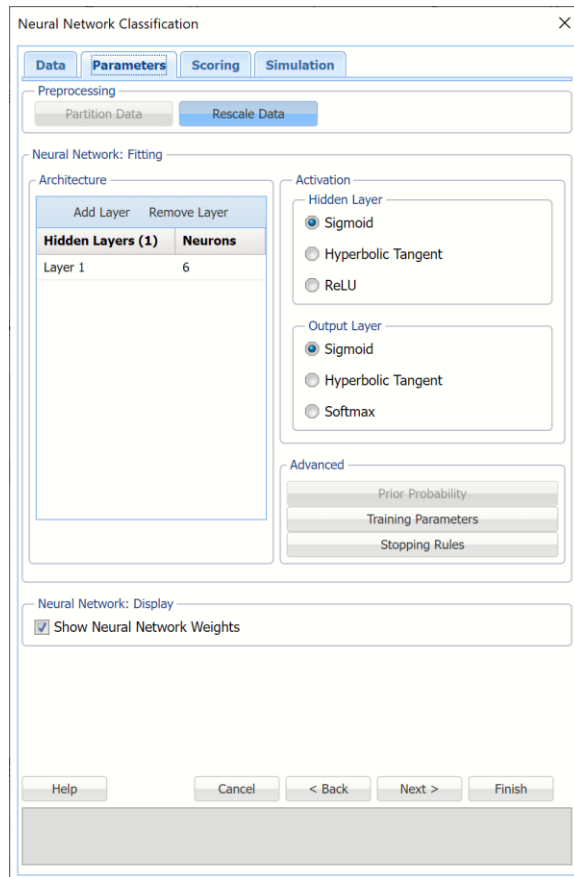 Neural Network Classification
Data Parameters Scoring Simulation
Preprocessing
Partition Data Rescale Data
Neural Network: Fitting
Architecture
Add Layer Remove Layer
Hidden Layers (1) Neurons
Layer 1 6
Activation
Hidden Layer
Sigmoid
Hyperbolic Tangent
ReLU
Output Layer
Sigmoid
Hyperbolic Tangent
Softmax
Advanced
Prior Probability
Training Parameters
Stopping Rules
Neural Network: Display
Show Neural Network Weights
Help Cancel < Back Next > Finish